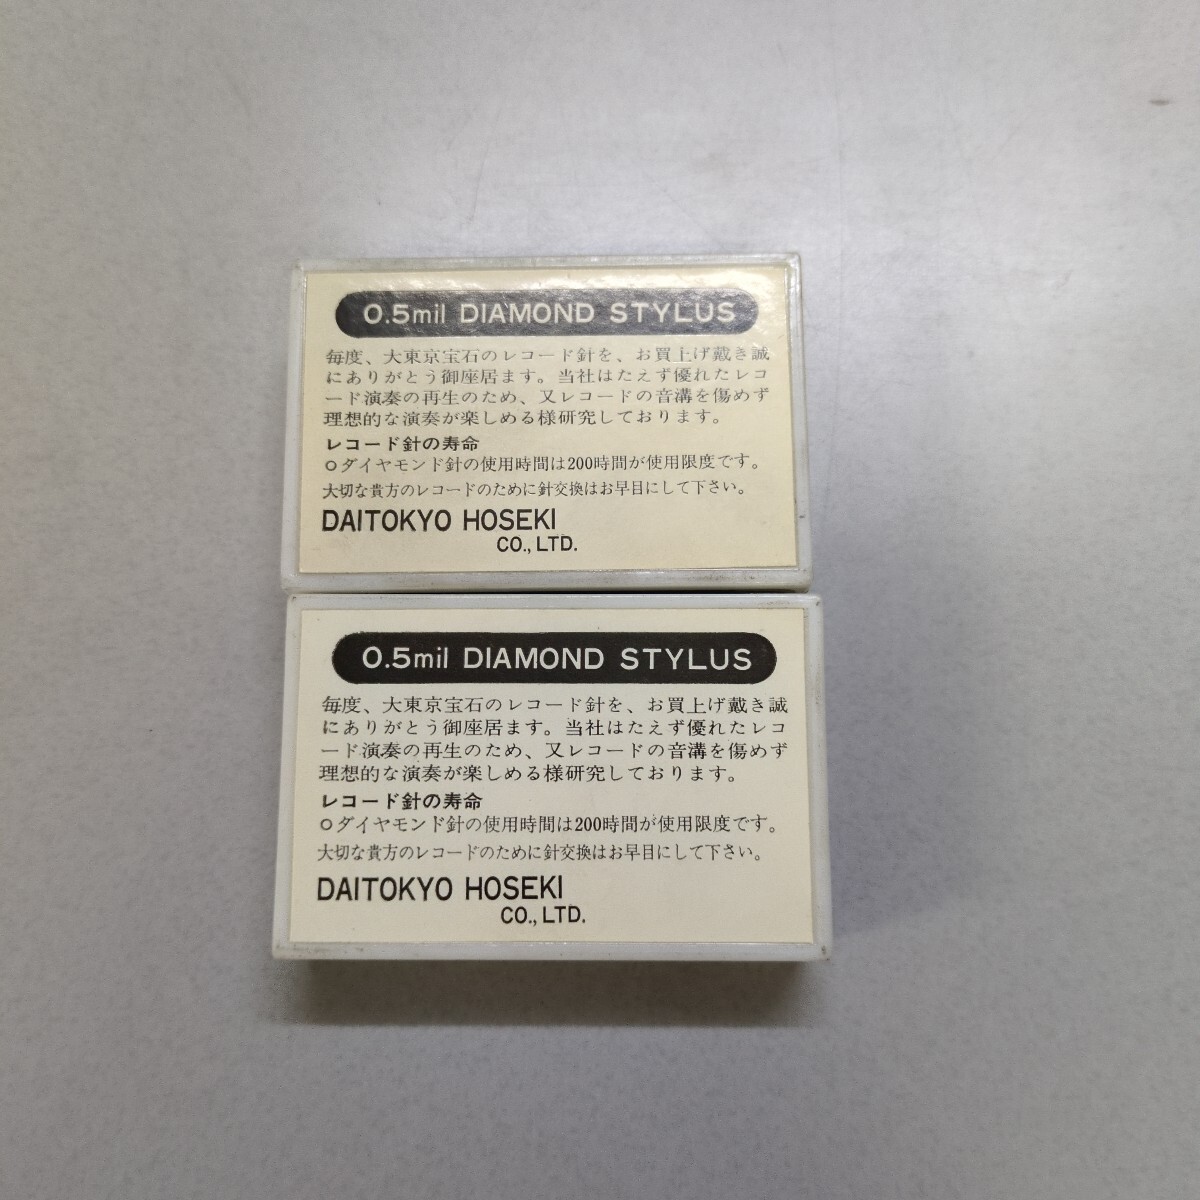 0.5mil DIAMOND STYLUS
毎度、大東京宝石のレコード針を、お買上げ戴き誠
にありがとう御座居ます。当社はたえず優れたレコ
ード演奏の再生のため、又レコードの音溝を傷めず
理想的な演奏が楽しめる様研究しております。
レコード針の寿命
○ダイヤモンド針の使用時間は200時間が使用限度です。
大切な貴方のレコードのために針交換はお早目にして下さい。
DAITOKYO HOSEKI
CO., LTD.
0.5mil DIAMOND STYLUS
毎度、大東京宝石のレコード針を、お買上げ戴き誠
にありがとう御座居ます。当社はたえず優れたレコ
ード演奏の再生のため、又レコードの音溝を傷めず
理想的な演奏が楽しめる様研究しております。
レコード針の寿命
○ダイヤモンド針の使用時間は200時間が使用限度です。
大切な貴方のレコードのために針交換はお早目にして下さい。
DAITOKYO HOSEKI
CO., LTD.